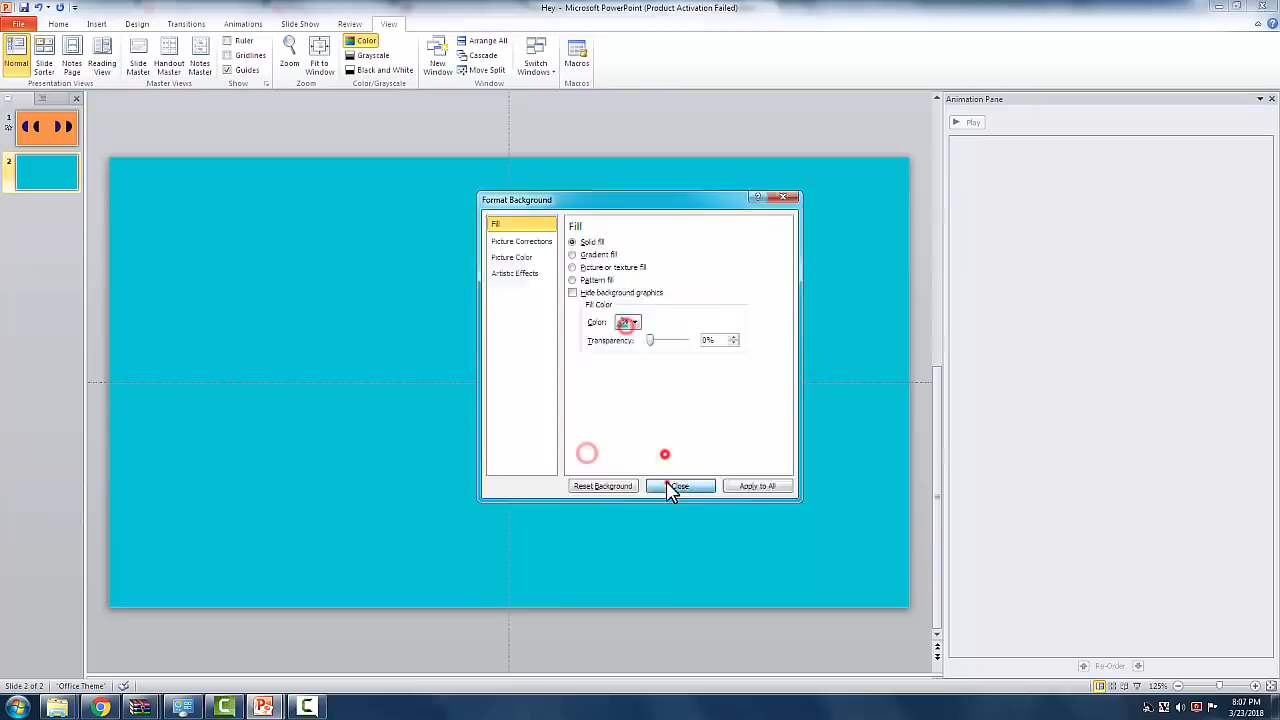 Hey - Microsoft PowerPoint (Product Activation Failed)
File Home Insert Design Transitions Animations Slide Show Review View
Normal Slide Sorter Notes Page Reading View
Presentation Views
Slide Master Handout Master Notes Master
Master Views
Ruler
Gridlines
Guides
Show
Zoom Fit to Window
Zoom
Color
Grayscale
Black and White
Color/Grayscale
New Window
Arrange All
Cascade
Move Split
Switch Windows
Window
Macros
Macros
1
2
Animation Pane
Play
Format Background
Fill
Picture Corrections
Picture Color
Artistic Effects
Fill
Solid fill
Gradient fill
Picture or texture fill
Pattern fill
Hide background graphics
Fill Color
Color:
Transparency: 0%
Reset Background Close Apply to All
Re-Order
Slide 2 of 2 "Office Theme" 125%
8:07 PM
3/23/2018